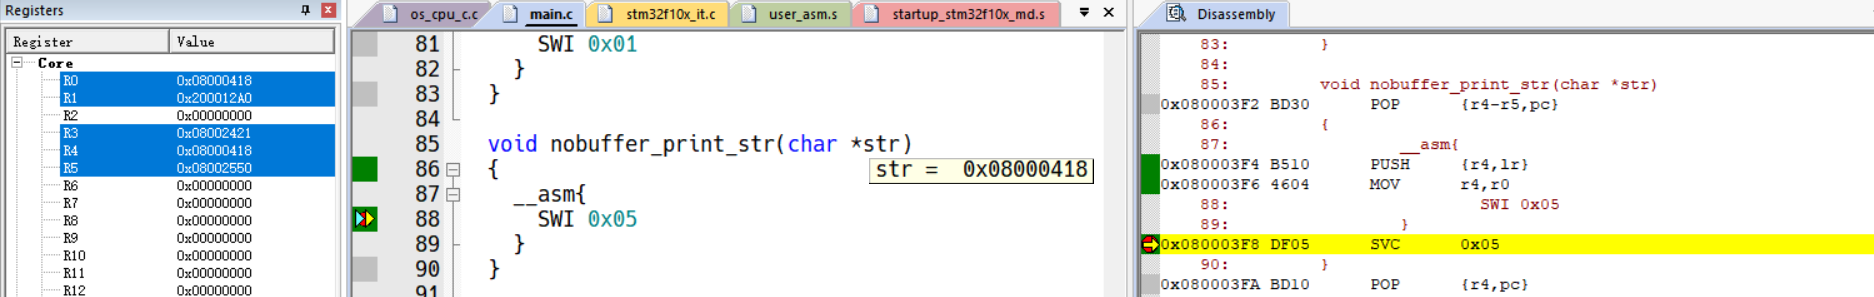 Registers
Register Value
Core
R0 0x08000418
R1 0x200012A0
R2 0x00000000
R3 0x08002421
R4 0x08000418
R5 0x08002550
R6 0x00000000
R7 0x00000000
R8 0x00000000
R9 0x00000000
R10 0x00000000
R11 0x00000000
R12 0x00000000
os_cpu_c.c main.c stm32f10x_it.c user_asm.s startup_stm32f10x_md.s
81 SWI 0x01
82 }
83 }
84
85 void nobuffer_print_str(char *str)
86 {
str = 0x08000418
87 __asm{
88 SWI 0x05
89 }
90 }
91
Disassembly
83: }
84:
85: void nobuffer_print_str(char *str)
0x080003F2 BD30 POP {r4-r5,pc}
86: {
87: __asm{
0x080003F4 B510 PUSH {r4,lr}
0x080003F6 4604 MOV r4,r0
88: SWI 0x05
89: }
0x080003F8 DF05 SVC 0x05
90: }
0x080003FA BD10 POP {r4,pc}